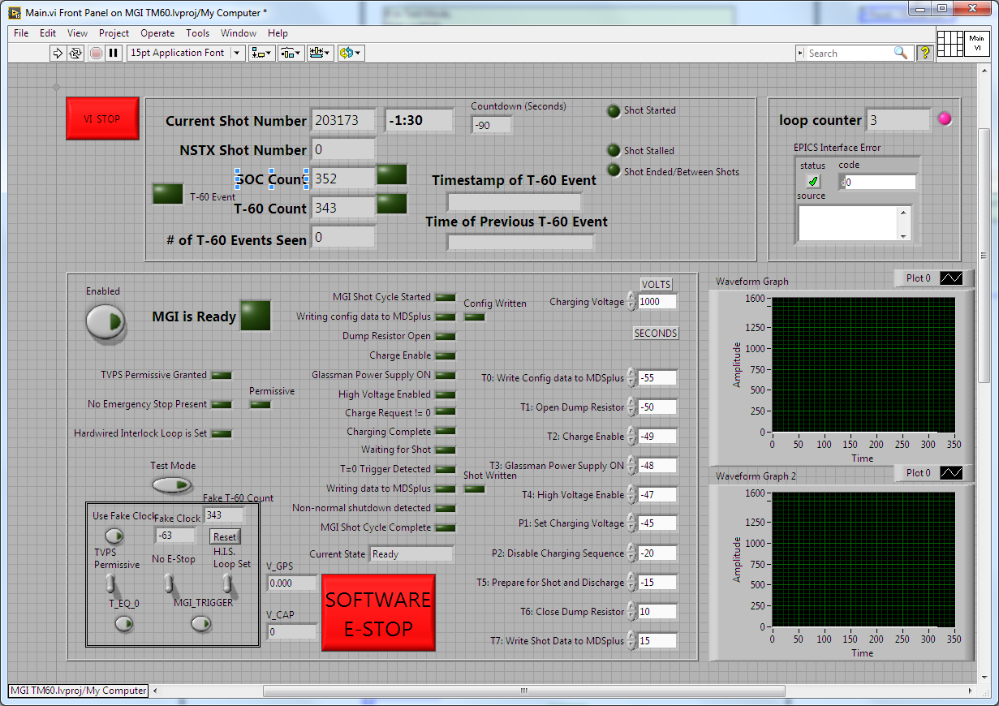 Main.vi Front Panel on MGI TM60.lvproj/My Computer *
File Edit View Project Operate Tools Window Help
15pt Application Font
Search
?
Main
VI
VI STOP
Current Shot Number 203173 -1:30
Countdown (Seconds)
-90
Shot Started
NSTX Shot Number 0
Shot Stalled
SOC Count 352
Shot Ended/Between Shots
Timestamp of T-60 Event
T-60 Event
T-60 Count 343
Time of Previous T-60 Event
# of T-60 Events Seen 0
loop counter 3
EPICS Interface Error
status code
d0
source
Enabled
MGI is Ready
TVPS Permissive Granted
No Emergency Stop Present
Permissive
Hardwired Interlock Loop is Set
Test Mode
Fake T-60 Count
343
Use Fake Clock
Fake Clock
-63
Reset
TVPS
Permissive
No E-Stop
H.I.S.
Loop Set
T_EQ_0
MGI_TRIGGER
MGI Shot Cycle Started
Config Written
Writing config data to MDSplus
Dump Resistor Open
Charge Enable
Glassman Power Supply ON
High Voltage Enabled
Charge Request != 0
Charging Complete
Waiting for Shot
T=0 Trigger Detected
Shot Written
Writing data to MDSplus
Non-normal shutdown detected
MGI Shot Cycle Complete
Current State Ready
V_GPS
0.000
V_CAP
0
SOFTWARE
E-STOP
VOLTS
Charging Voltage 1000
SECONDS
T0: Write Config data to MDSplus -55
T1: Open Dump Resistor -50
T2: Charge Enable -49
T3: Glassman Power Supply ON -48
T4: High Voltage Enable -47
P1: Set Charging Voltage -45
P2: Disable Charging Sequence -20
T5: Prepare for Shot and Discharge -15
T6: Close Dump Resistor 10
T7: Write Shot Data to MDSplus 15
Waveform Graph
Plot 0
Amplitude
1600
1250
1000
750
500
250
0
0 50 100 150 200 250 300 350
Time
Waveform Graph 2
Plot 0
Amplitude
1600
1250
1000
750
500
250
0
0 50 100 150 200 250 300 350
Time
MGI TM60.lvproj/My Computer